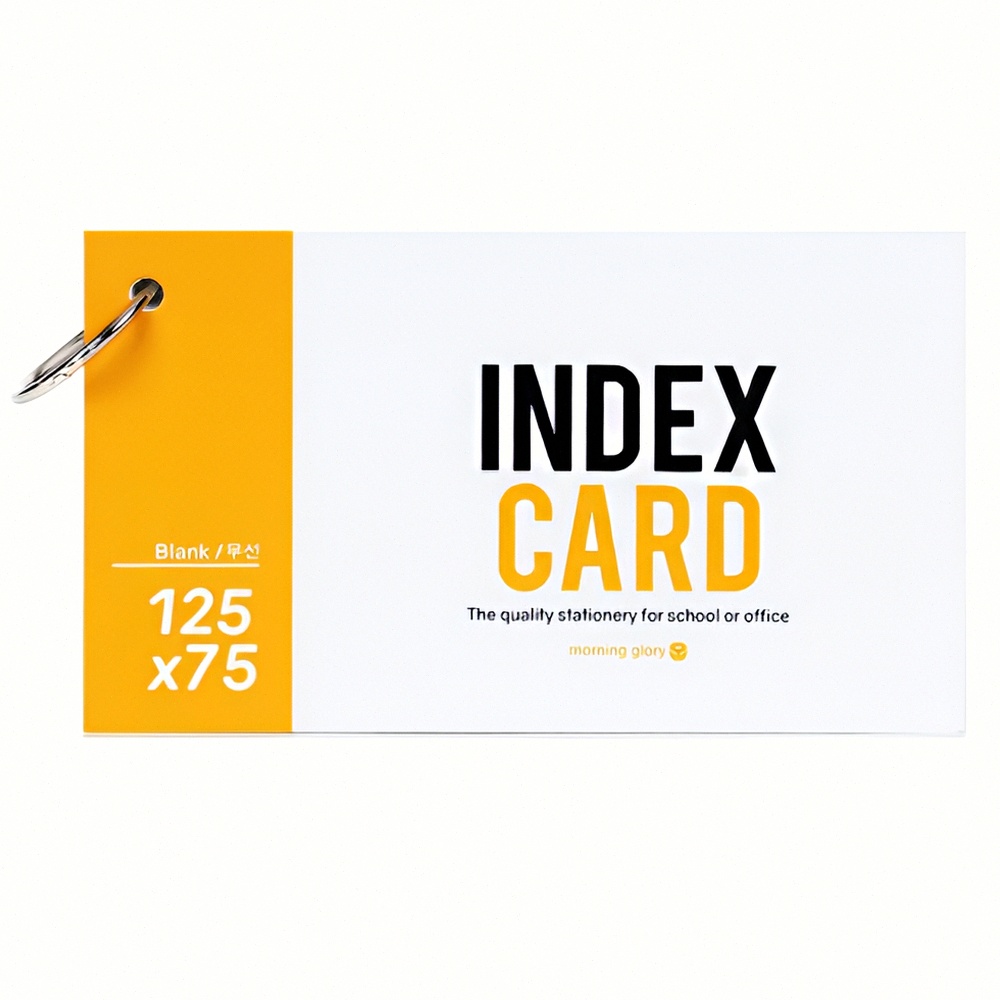 Blank / 무선
125
x75
INDEX
CARD
The quality stationery for school or office
morning glory